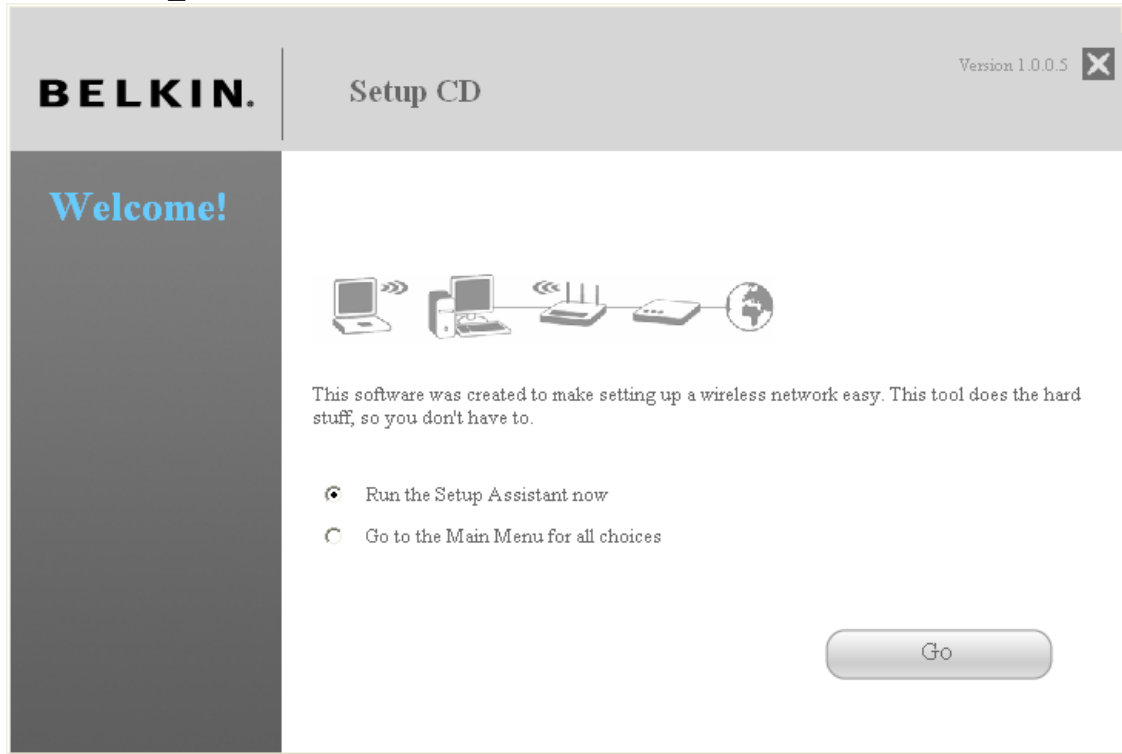 BELKIN.
Setup CD
Version 1.0.0.5
Welcome!
This software was created to make setting up a wireless network easy. This tool does the hard
stuff, so you don't have to.
Run the Setup Assistant now
Go to the Main Menu for all choices
Go